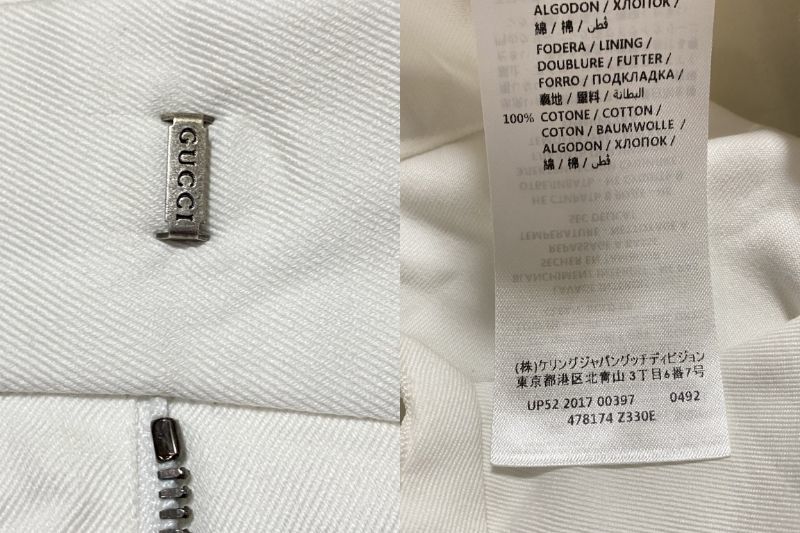 GUCCI
ALGODON / ХЛОПОК /
綿 / 棉 / قطن
FODERA / LINING /
DOUBLURE / FUTTER /
FORRO / ПОДКЛАДКА /
裏地 / 里料 / البطانة
100% COTONE / COTTON /
COTON / BAUMWOLLE /
ALGODON / ХЛОПОК /
綿 / 棉 / قطن
(株)ケリングジャパングッチディビジョン
東京都港区北青山3丁目6番7号
UP52 2017 00397 0492
478174 Z330E